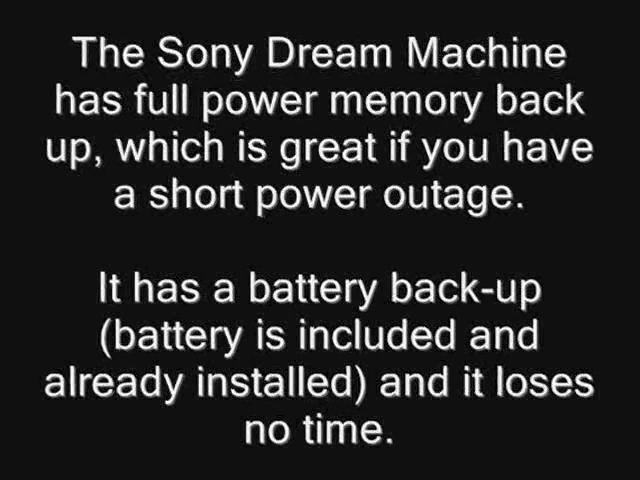 The Sony Dream Machine
has full power memory back
up, which is great if you have
a short power outage.
It has a battery back-up
(battery is included and
already installed) and it loses
no time.